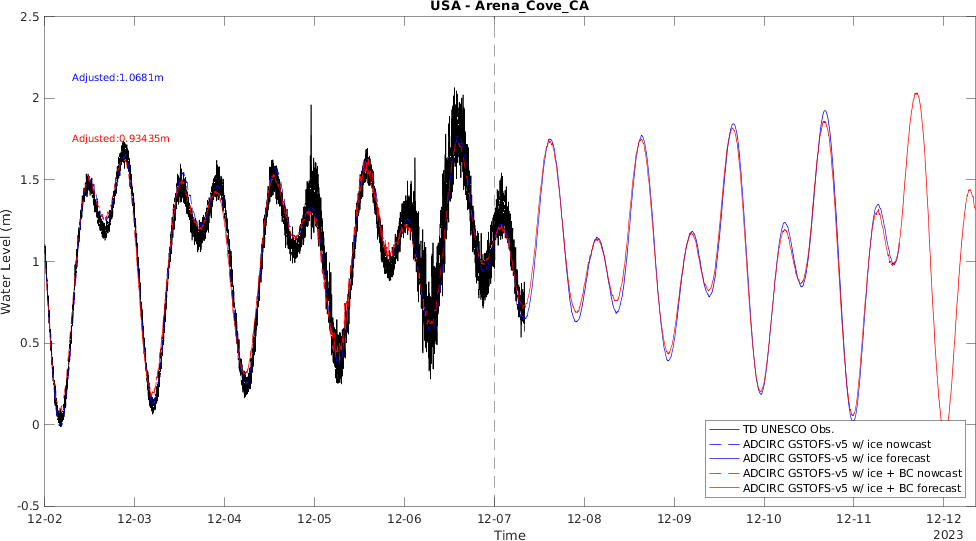 USA - Arena_Cove_CA
2.5
2
1.5
1
0.5
0
-0.5
Water Level (m)
Adjusted:1.0681m
Adjusted:0.93435m
TD UNESCO Obs.
ADCIRC GSTOFS-v5 w/ ice nowcast
ADCIRC GSTOFS-v5 w/ ice forecast
ADCIRC GSTOFS-v5 w/ ice + BC nowcast
ADCIRC GSTOFS-v5 w/ ice + BC forecast
12-02 12-03 12-04 12-05 12-06 12-07 12-08 12-09 12-10 12-11 12-12
Time 2023